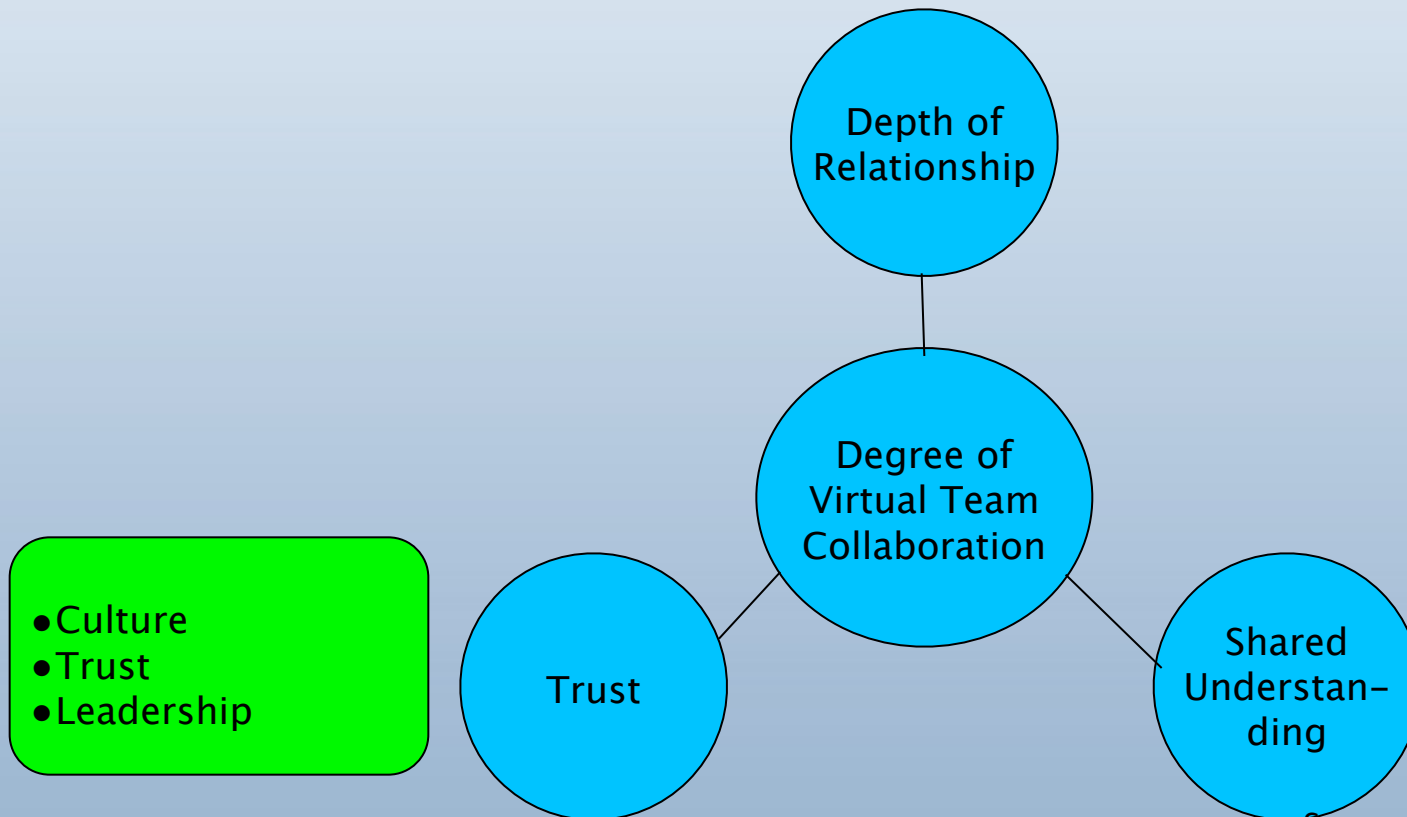 Depth of
Relationship
Degree of
Virtual Team
Collaboration
●Culture
●Trust
●Leadership
Trust
Shared
Understan-
ding